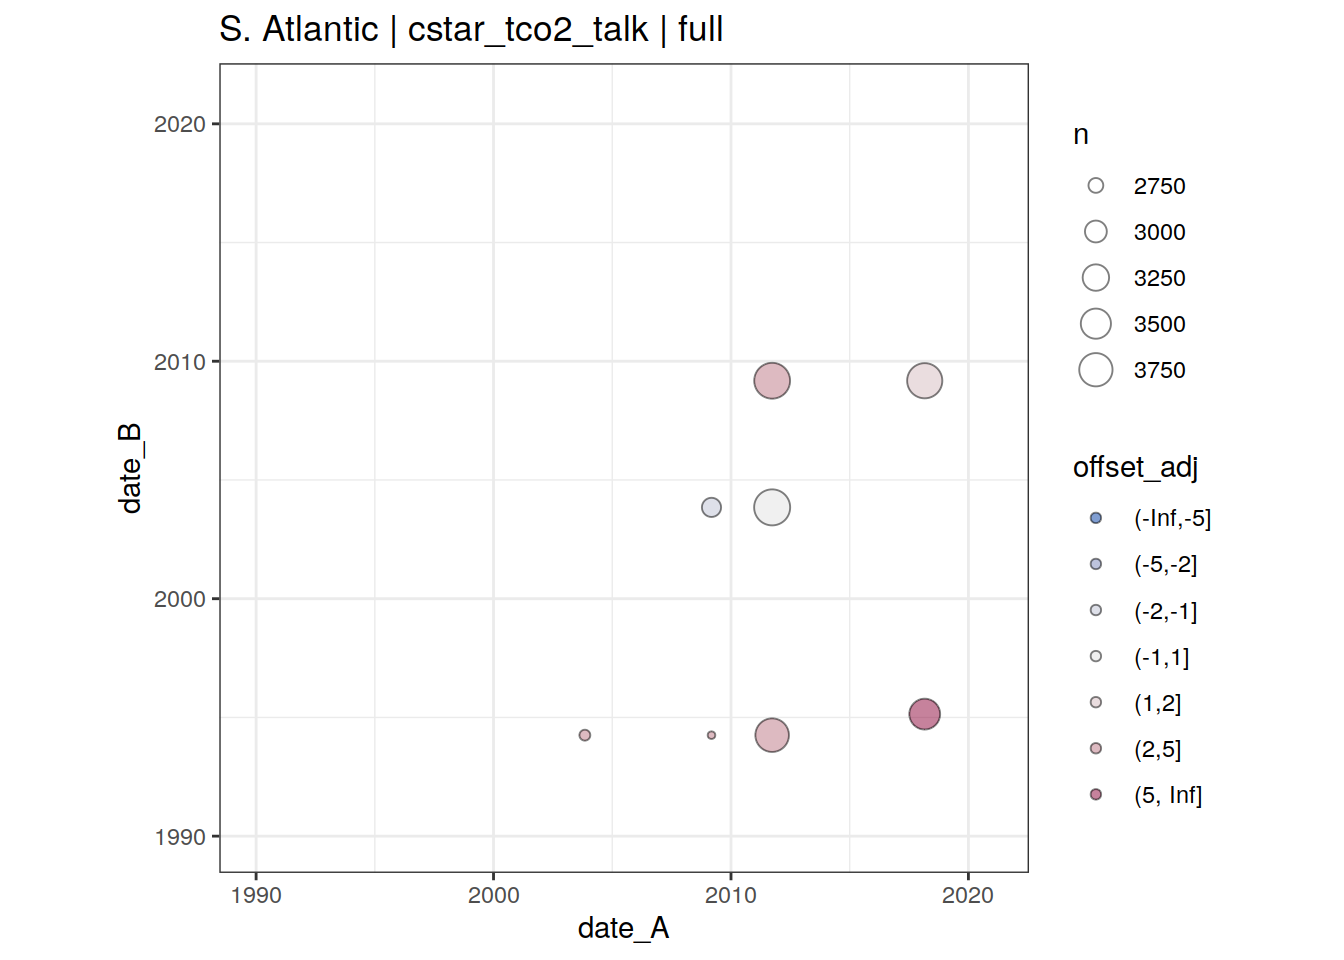 S. Atlantic | cstar_tco2_talk | full
2020
2010
2000
1990
date_B
1990 2000 2010 2020
date_A
n
2750
3000
3250
3500
3750
offset_adj
(-Inf,-5]
(-5,-2]
(-2,-1]
(-1,1]
(1,2]
(2,5]
(5, Inf]